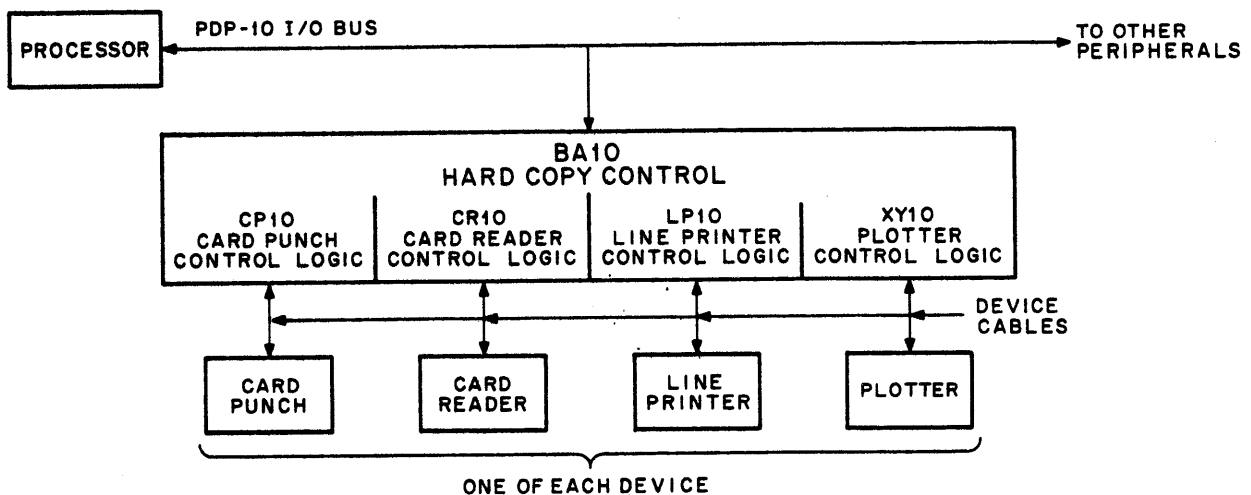 PDP-10 I/O BUS
PROCESSOR
TO OTHER
PERIPHERALS
BA10
HARD COPY CONTROL
CP10
CARD PUNCH
CONTROL LOGIC
CR10
CARD READER
CONTROL LOGIC
LP10
LINE PRINTER
CONTROL LOGIC
XY10
PLOTTER
CONTROL LOGIC
DEVICE
CABLES
CARD
PUNCH
CARD
READER
LINE
PRINTER
PLOTTER
ONE OF EACH DEVICE